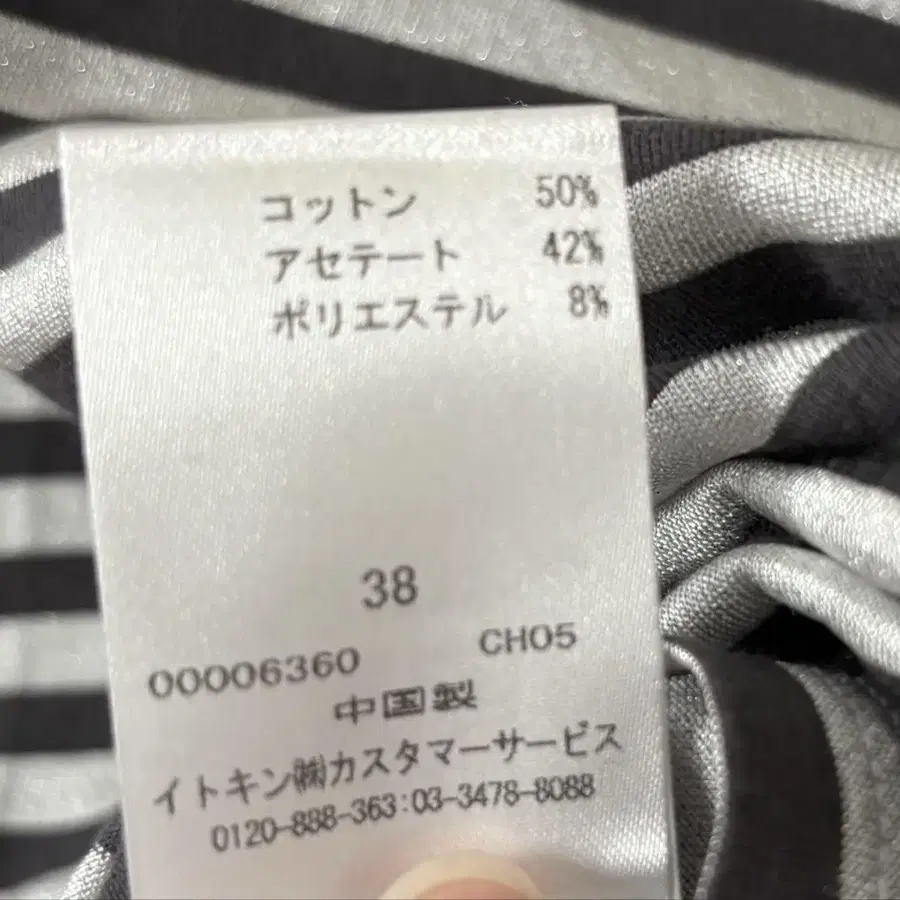 コットン 50%
アセテート 42%
ポリエステル 8%
38
00006360 CH05
中国製
イトキン㈱カスタマーサービス
0120-888-363:03-3478-8088